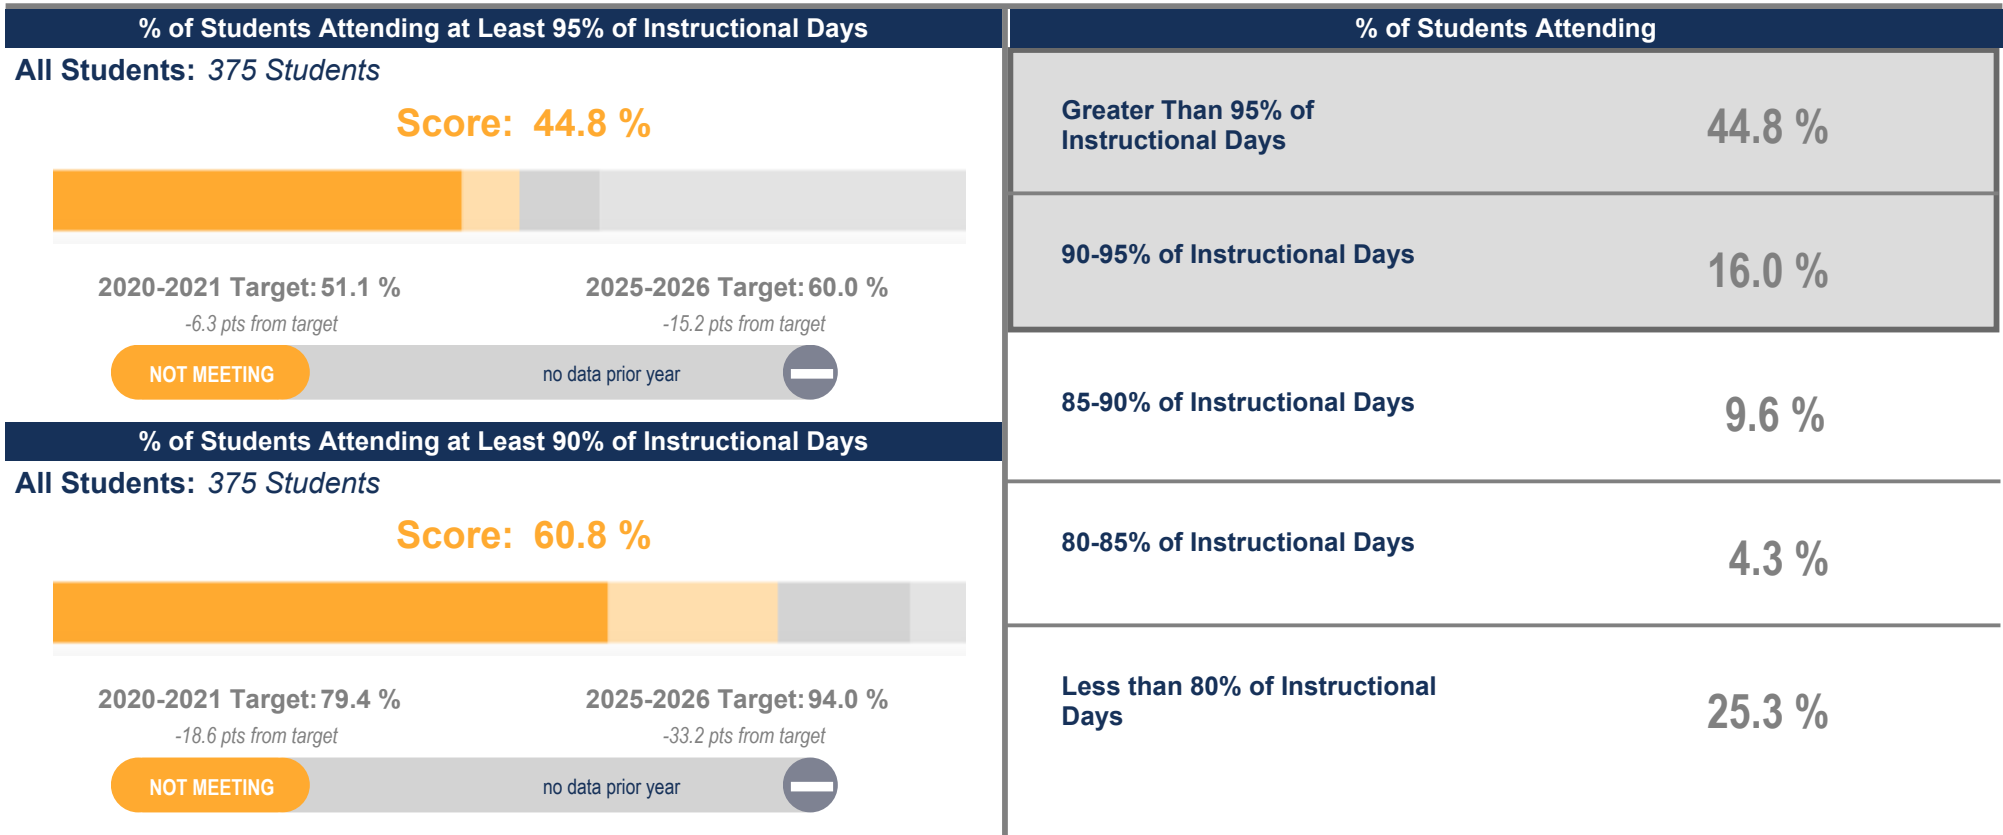 % of Students Attending at Least 95% of Instructional Days
All Students: 375 Students
Score: 44.8 %
2020-2021 Target: 51.1 %
-6.3 pts from target
2025-2026 Target: 60.0 %
-15.2 pts from target
NOT MEETING
no data prior year
% of Students Attending at Least 90% of Instructional Days
All Students: 375 Students
Score: 60.8 %
2020-2021 Target: 79.4 %
-18.6 pts from target
2025-2026 Target: 94.0 %
-33.2 pts from target
NOT MEETING
no data prior year
% of Students Attending
Greater Than 95% of
Instructional Days
44.8 %
90-95% of Instructional Days
16.0 %
85-90% of Instructional Days
9.6 %
80-85% of Instructional Days
4.3 %
Less than 80% of Instructional
Days
25.3 %